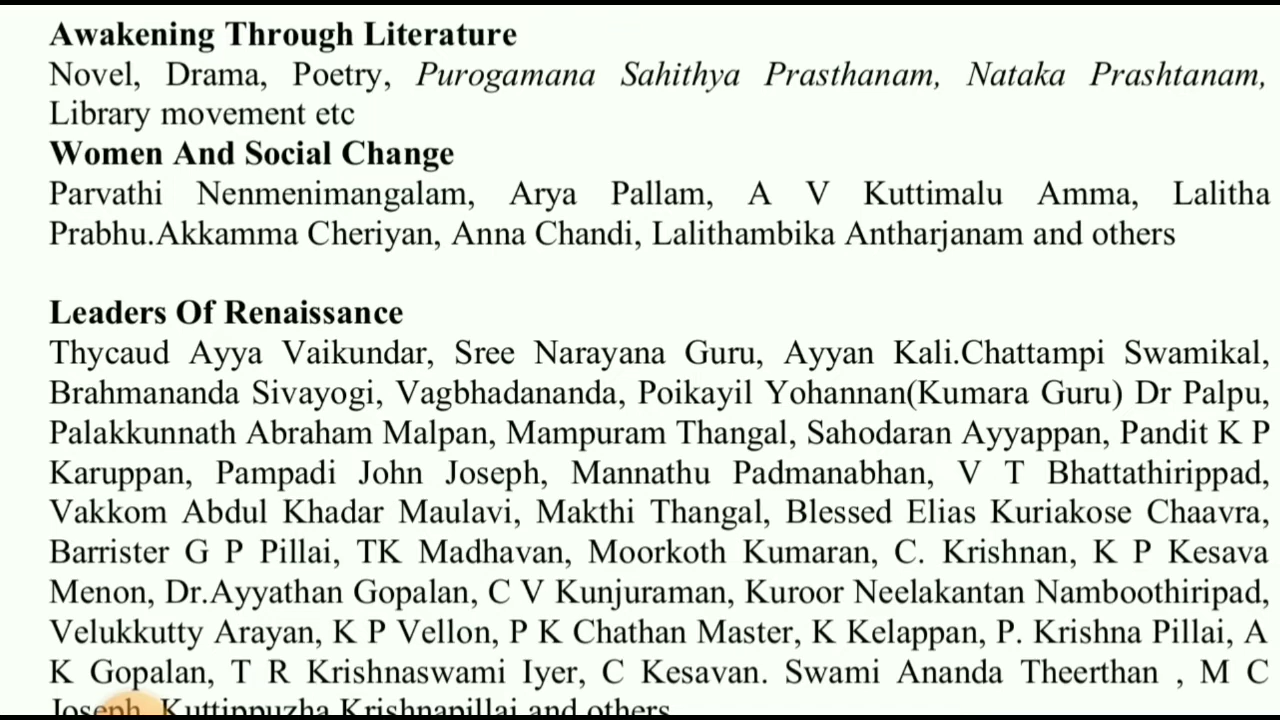 Awakening Through Literature
Novel, Drama, Poetry, Purogamana Sahithya Prasthanam, Nataka Prashtanam,
Library movement etc
Women And Social Change
Parvathi Nenmenimangalam, Arya Pallam, A V Kuttimalu Amma, Lalitha
Prabhu.Akkamma Cheriyan, Anna Chandi, Lalithambika Antharjanam and others
Leaders Of Renaissance
Thycaud Ayya Vaikundar, Sree Narayana Guru, Ayyan Kali.Chattampi Swamikal,
Brahmananda Sivayogi, Vagbhadananda, Poikayil Yohannan(Kumara Guru) Dr Palpu,
Palakkunnath Abraham Malpan, Mampuram Thangal, Sahodaran Ayyappan, Pandit K P
Karuppan, Pampadi John Joseph, Mannathu Padmanabhan, V T Bhattathirippad,
Vakkom Abdul Khadar Maulavi, Makthi Thangal, Blessed Elias Kuriakose Chaavra,
Barrister G P Pillai, TK Madhavan, Moorkoth Kumaran, C. Krishnan, K P Kesava
Menon, Dr.Ayyathan Gopalan, C V Kunjuraman, Kuroor Neelakantan Namboothiripad,
Velukkutty Arayan, K P Vellon, P K Chathan Master, K Kelappan, P. Krishna Pillai, A
K Gopalan, T R Krishnaswami Iyer, C Kesavan. Swami Ananda Theerthan , M C
Joseph, Kuttippuzha Krishnapillai and others